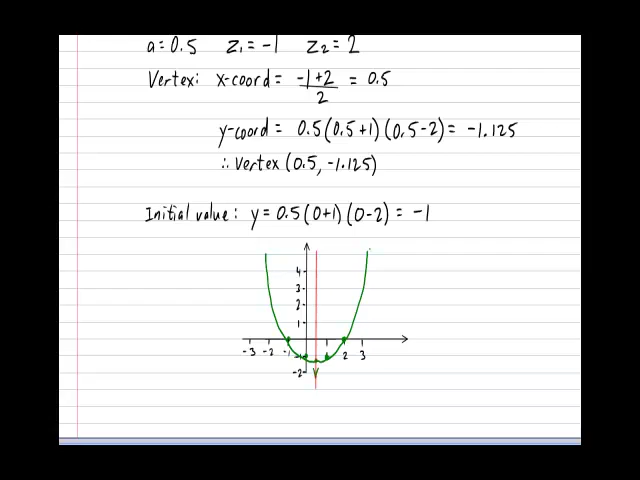 a = 0.5 z₁ = -1 z₂ = 2
Vertex: x-coord = (-1+2)/2 = 0.5
y-coord = 0.5(0.5+1)(0.5-2) = -1.125
∴ Vertex (0.5, -1.125)
Initial value: y = 0.5(0+1)(0-2) = -1
4
3
2
1
-3 -2 -1 1 2 3
-1
-2
V